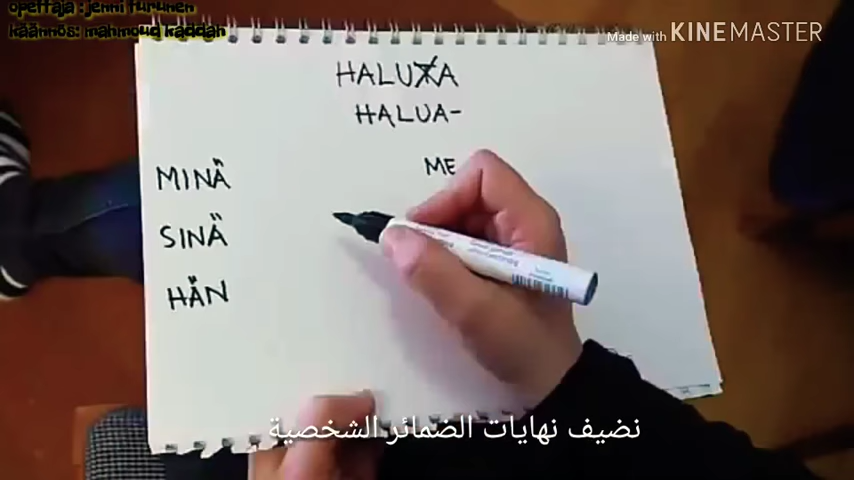 opettaja : jenni turunen
käännös: mahmoud kaddah
Made with KINEMASTER
HALUTA
HALUA-
MINÄ
ME
SINÄ
HÄN
نضيف نهايات الضمائر الشخصية